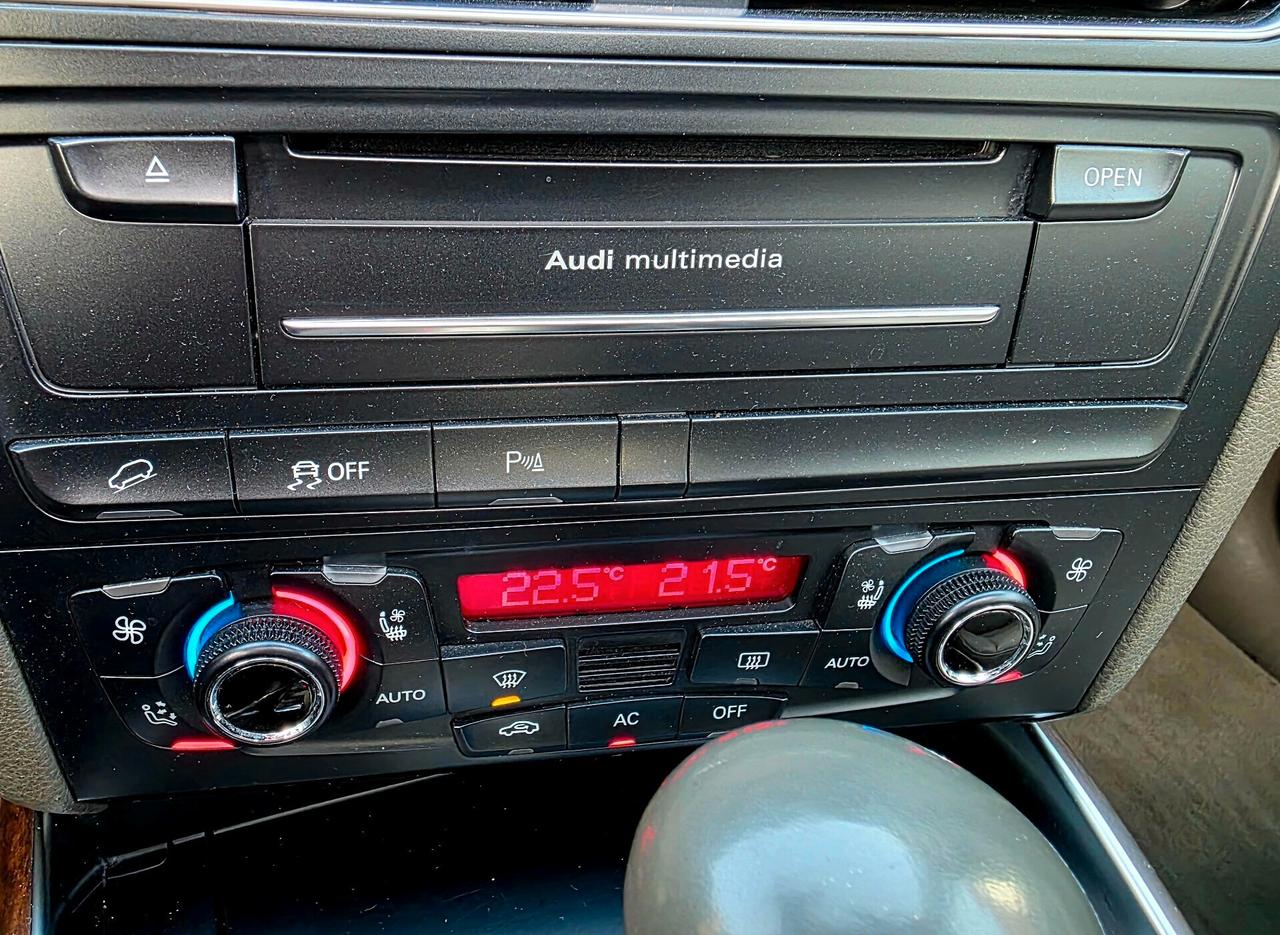 OPEN
Audi multimedia
OFF
P
22.5°C 21.5°C
AUTO
AUTO
AC
OFF